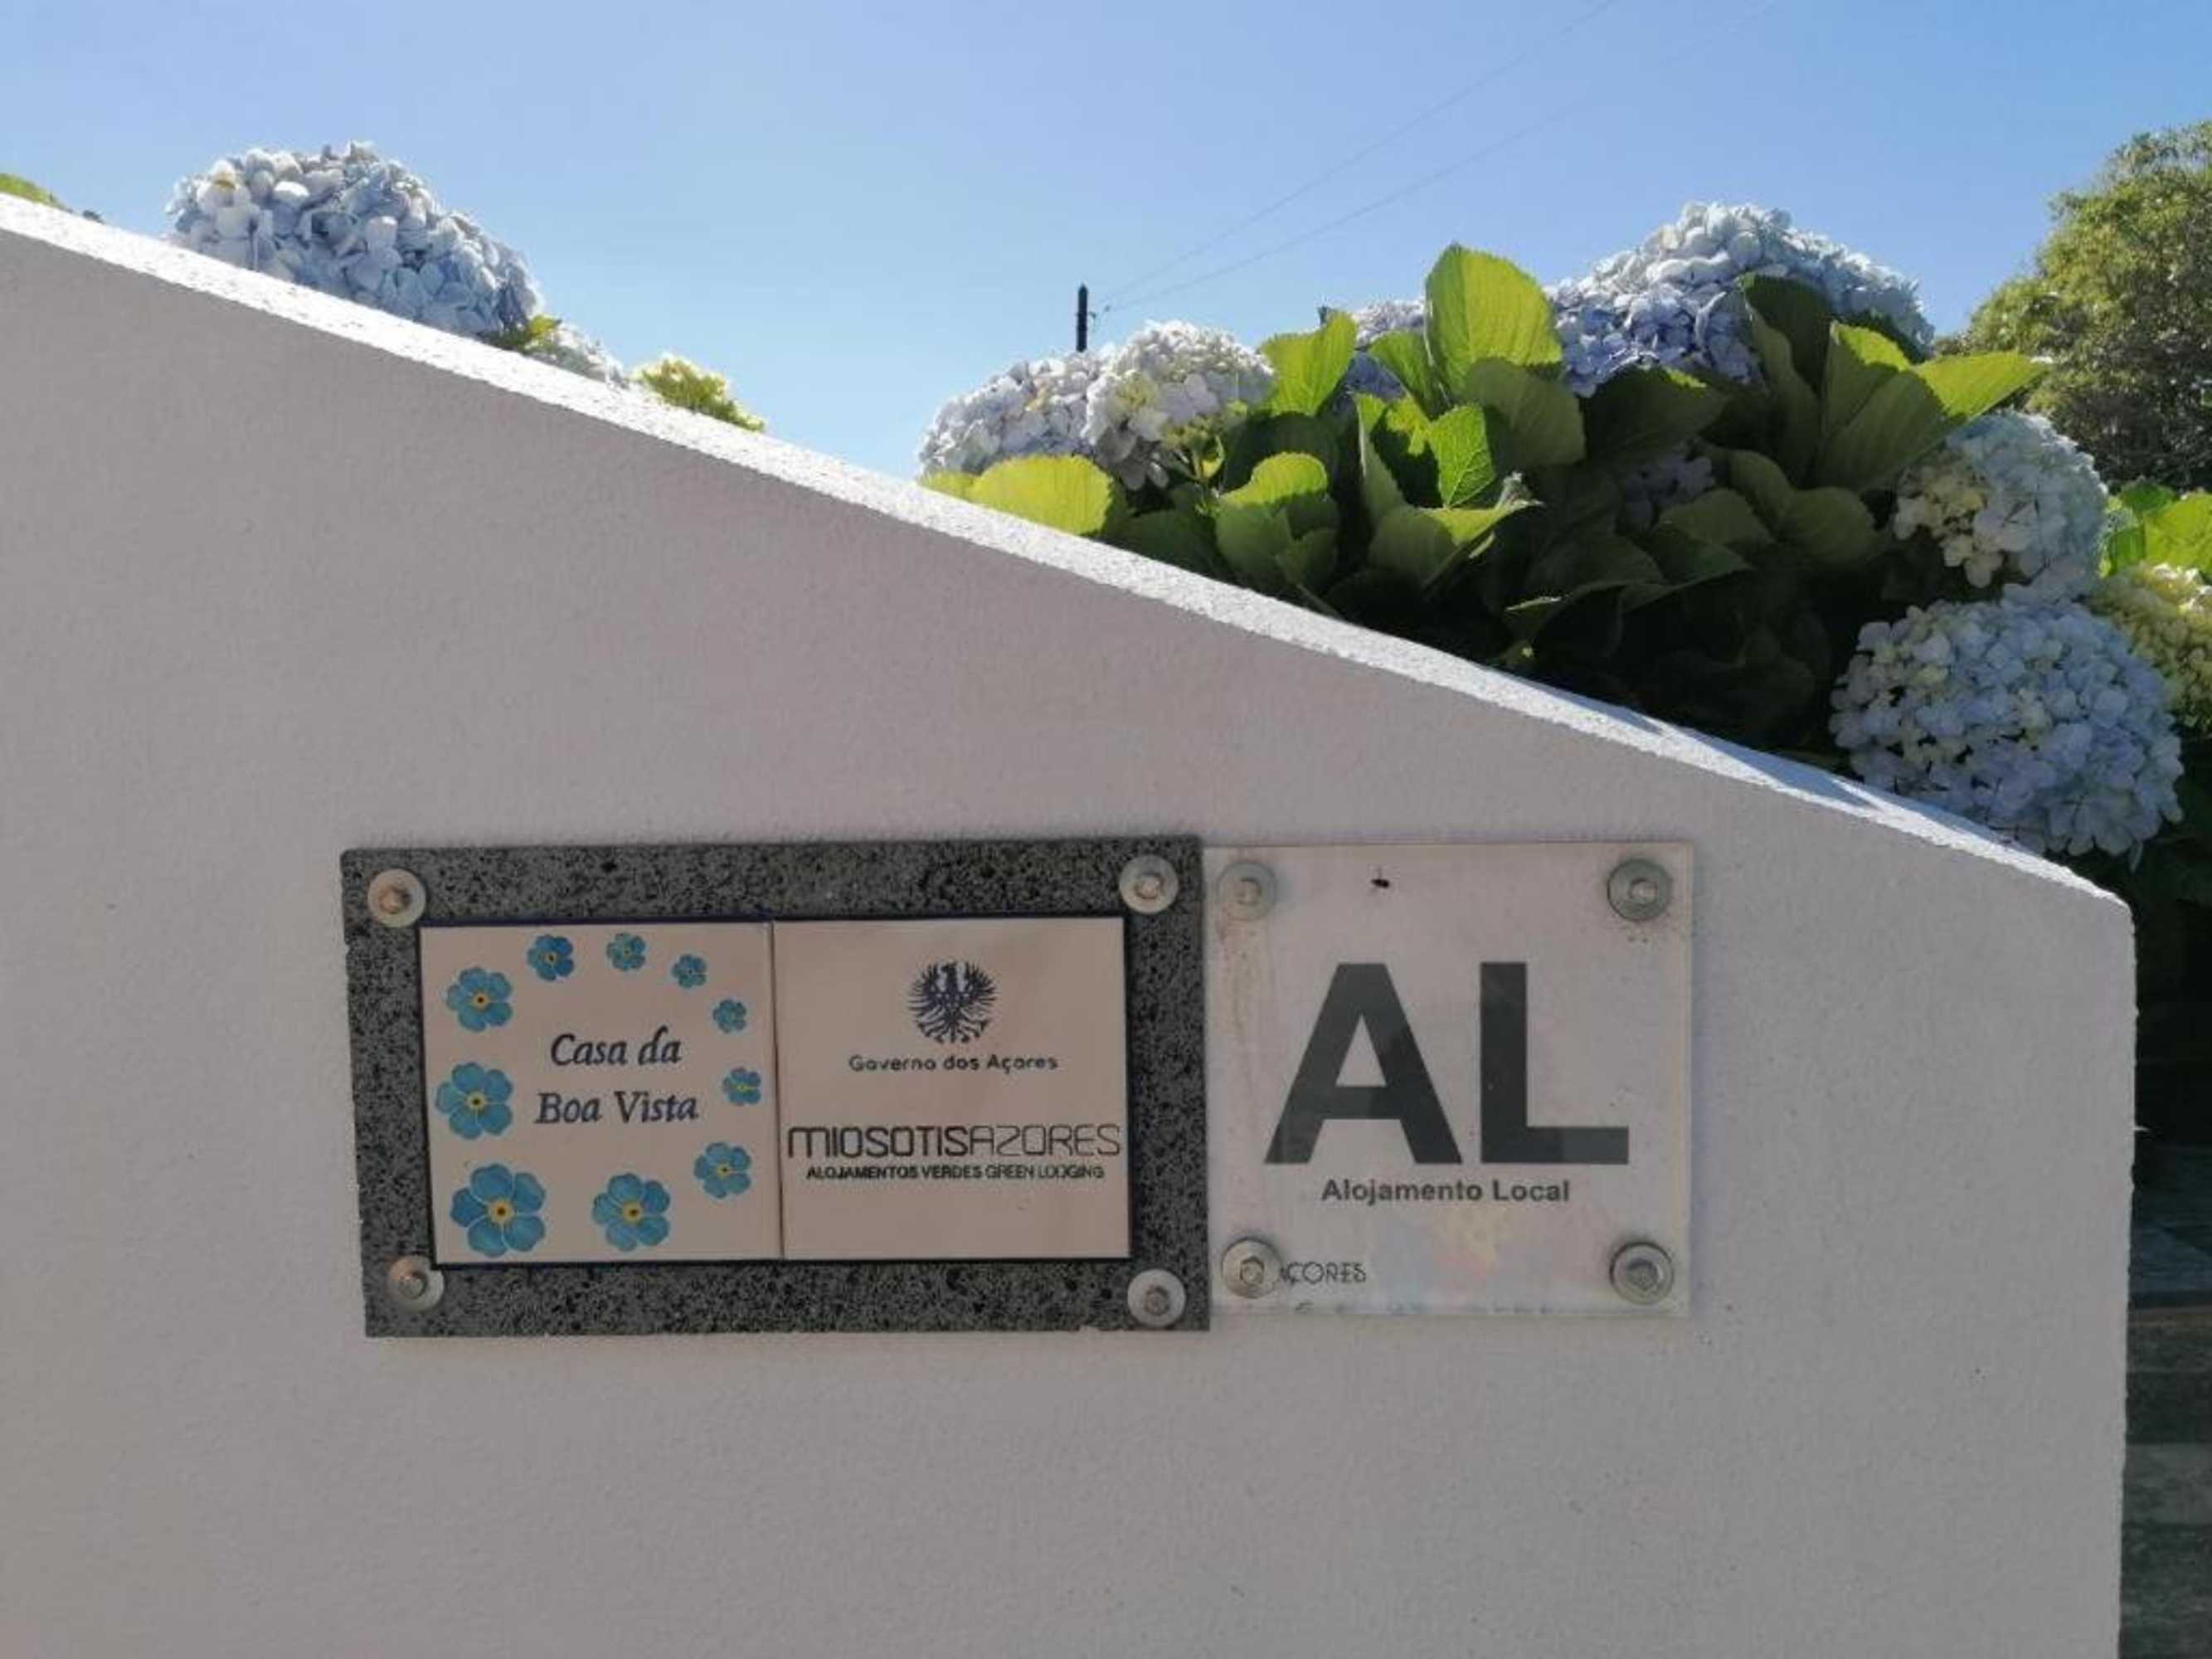 Casa da
Boa Vista
Governo dos Açores
MIOSOTISAZORES
ALOJAMENTOS VERDES GREEN LODGING
AL
Alojamento Local
AÇORES